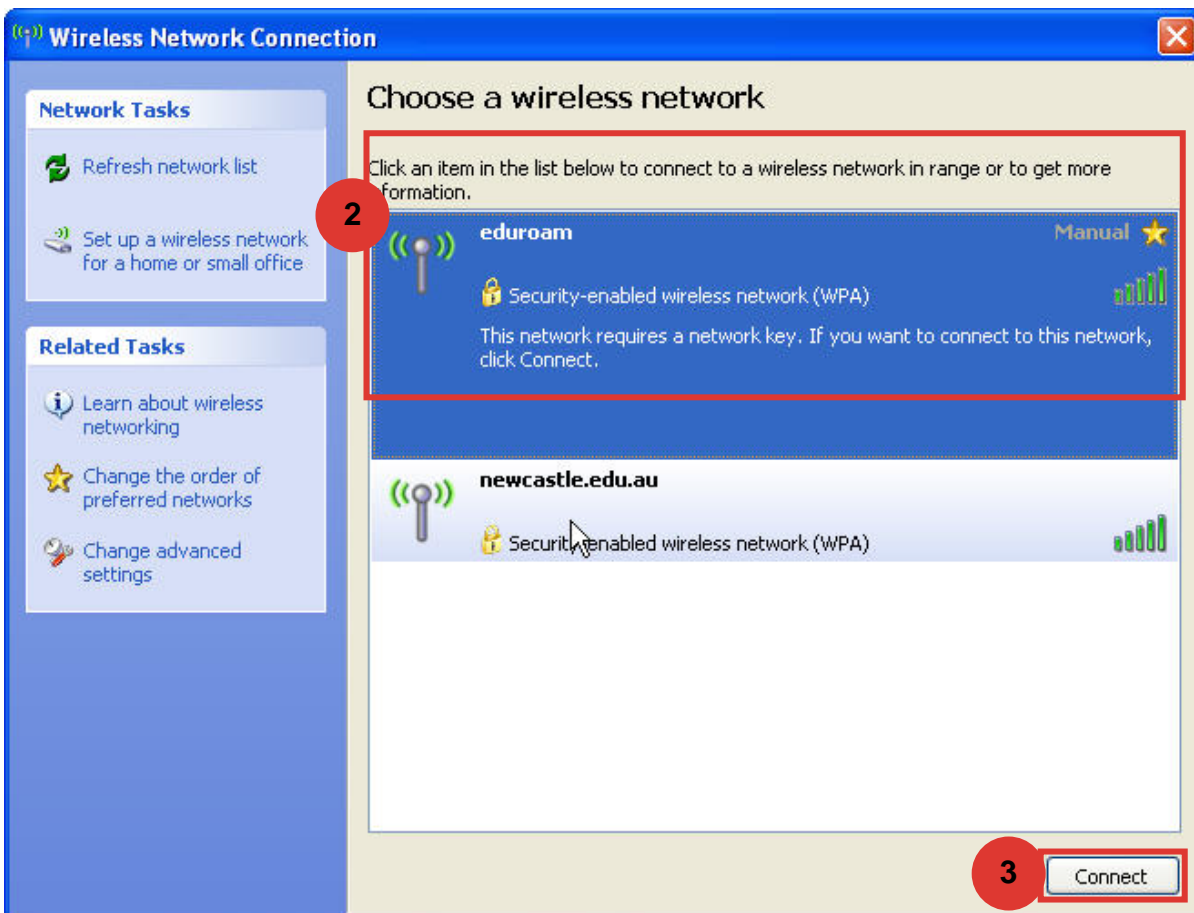 Wireless Network Connection
Network Tasks
Refresh network list
Set up a wireless network
for a home or small office
Related Tasks
Learn about wireless
networking
Change the order of
preferred networks
Change advanced
settings
Choose a wireless network
Click an item in the list below to connect to a wireless network in range or to get more
information.
2
eduroam
Manual
Security-enabled wireless network (WPA)
This network requires a network key. If you want to connect to this network,
click Connect.
newcastle.edu.au
Security-enabled wireless network (WPA)
3
Connect